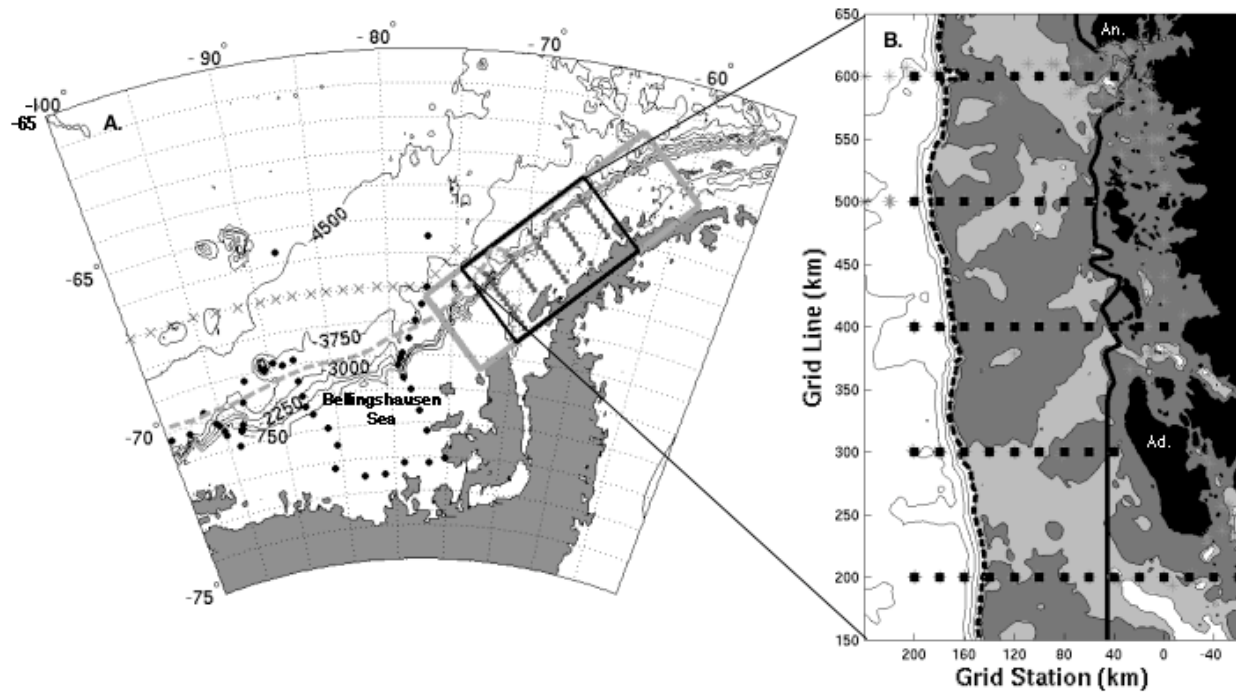 A.
-100
-65
-90
-80
-70
-60
4500
-65
-3750
3000
2250
750
Bellingshausen
Sea
-70
-75
B.
An.
Ad.
650
600
550
500
450
400
350
300
250
200
150
Grid Line (km)
200 160 120 80 40 0 -40
Grid Station (km)